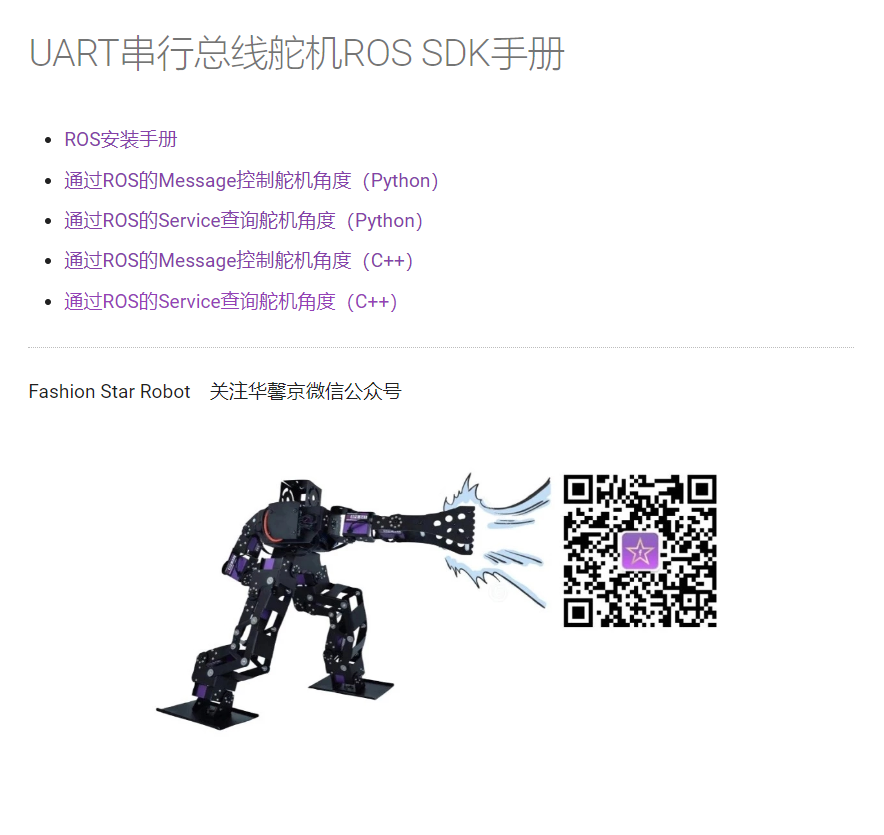 UART串行总线舵机ROS SDK手册
ROS安装手册
通过ROS的Message控制舵机角度（Python）
通过ROS的Service查询舵机角度（Python）
通过ROS的Message控制舵机角度（C++）
通过ROS的Service查询舵机角度（C++）
Fashion Star Robot 关注华馨京微信公众号